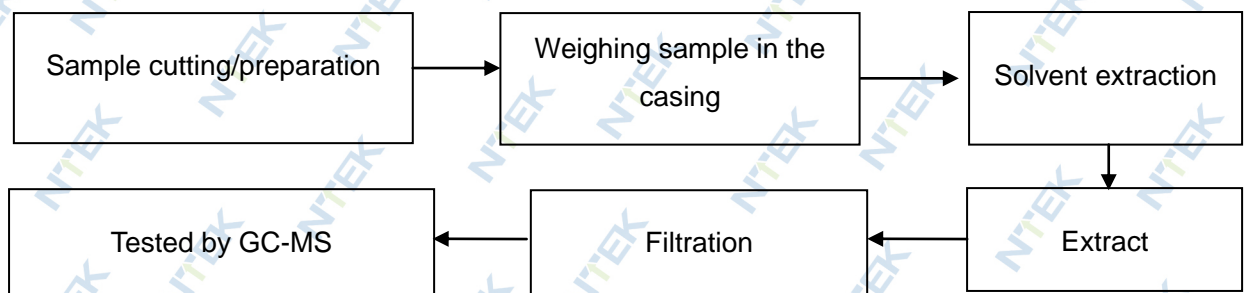 Sample cutting/preparation
Weighing sample in the
casing
Solvent extraction
Extract
Filtration
Tested by GC-MS